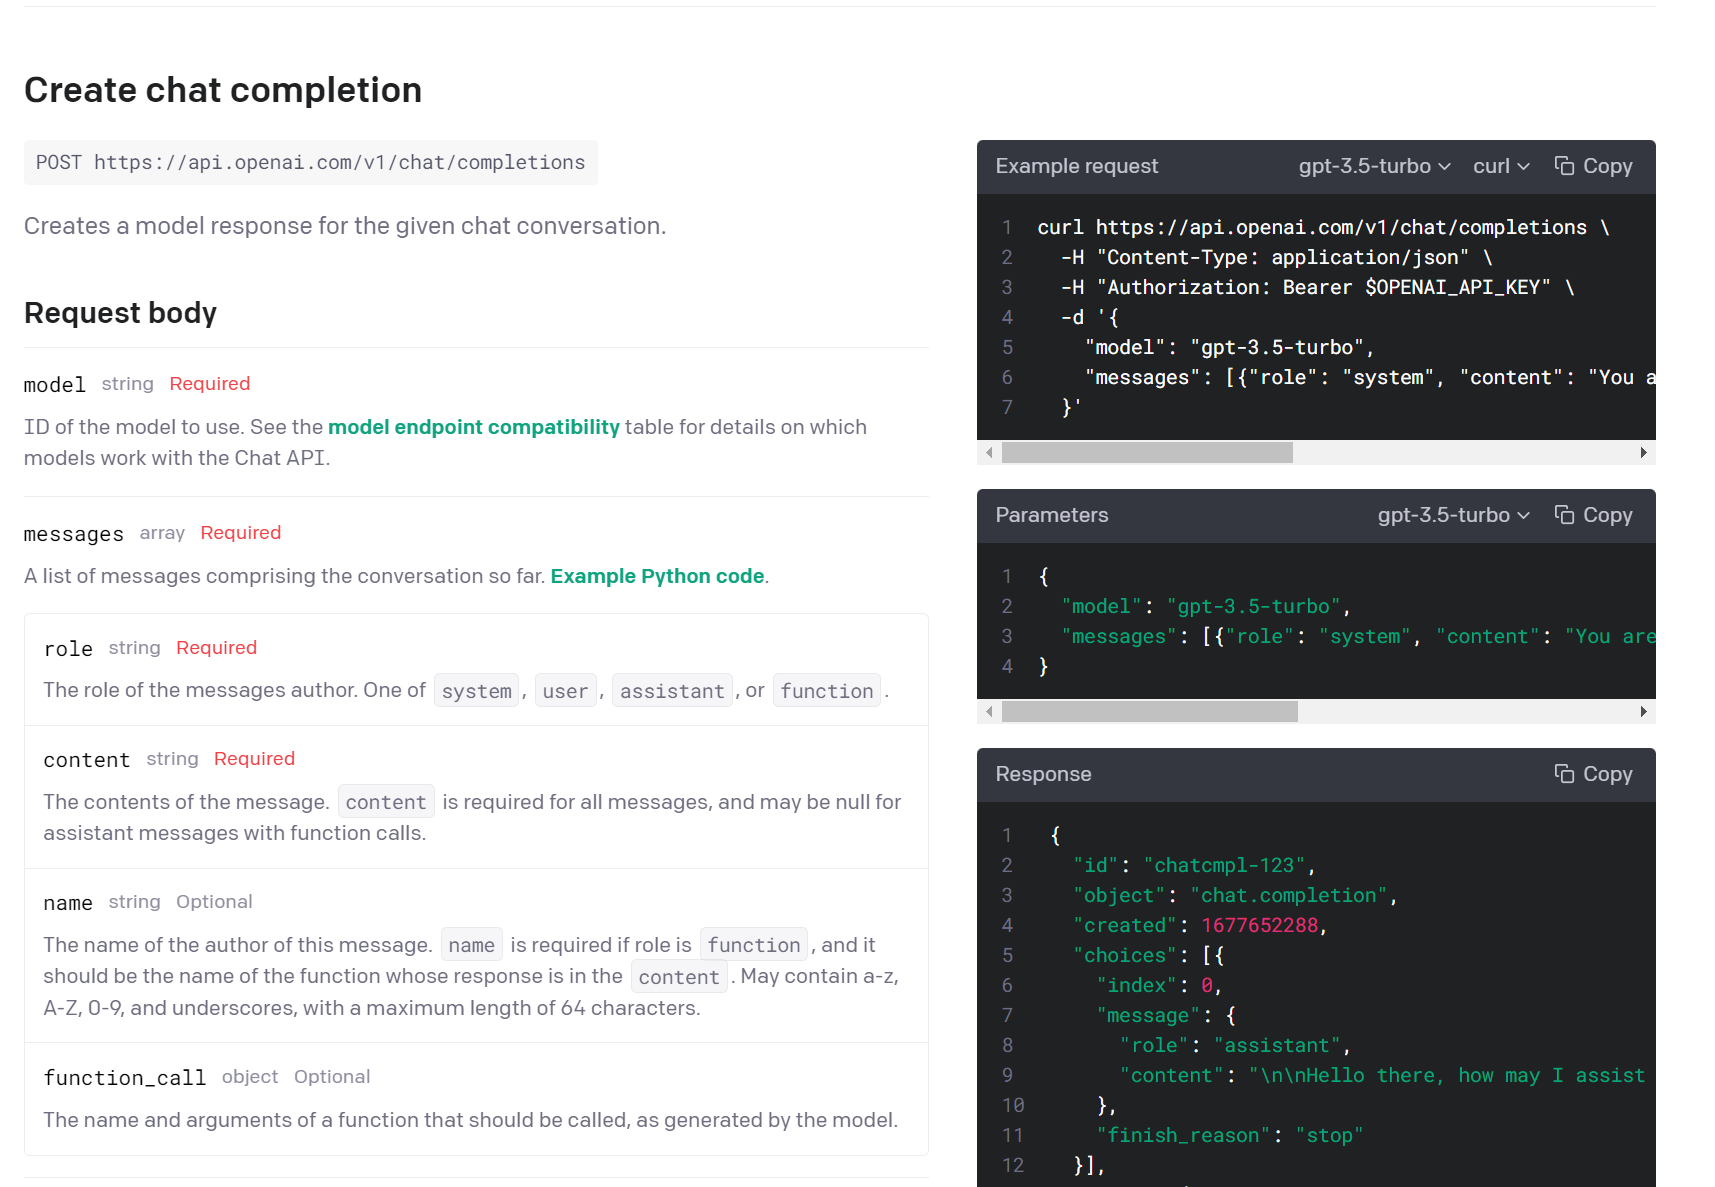 Create chat completion
POST https://api.openai.com/v1/chat/completions
Creates a model response for the given chat conversation.
Request body
model string Required
ID of the model to use. See the model endpoint compatibility table for details on which
models work with the Chat API.
messages array Required
A list of messages comprising the conversation so far. Example Python code.
role string Required
The role of the messages author. One of system, user, assistant, or function.
content string Required
The contents of the message. content is required for all messages, and may be null for
assistant messages with function calls.
name string Optional
The name of the author of this message. name is required if role is function, and it
should be the name of the function whose response is in the content. May contain a-z,
A-Z, 0-9, and underscores, with a maximum length of 64 characters.
function_call object Optional
The name and arguments of a function that should be called, as generated by the model.
Example request gpt-3.5-turbo curl Copy
1 curl https://api.openai.com/v1/chat/completions \
2 -H "Content-Type: application/json" \
3 -H "Authorization: Bearer $OPENAI_API_KEY" \
4 -d '{
5 "model": "gpt-3.5-turbo",
6 "messages": [{"role": "system", "content": "You a
7 }'
Parameters gpt-3.5-turbo Copy
1 {
2 "model": "gpt-3.5-turbo",
3 "messages": [{"role": "system", "content": "You are
4 }
Response Copy
1 {
2 "id": "chatcmpl-123",
3 "object": "chat.completion",
4 "created": 1677652288,
5 "choices": [{
6 "index": 0,
7 "message": {
8 "role": "assistant",
9 "content": "\n\nHello there, how may I assist
10 },
11 "finish_reason": "stop"
12 }],